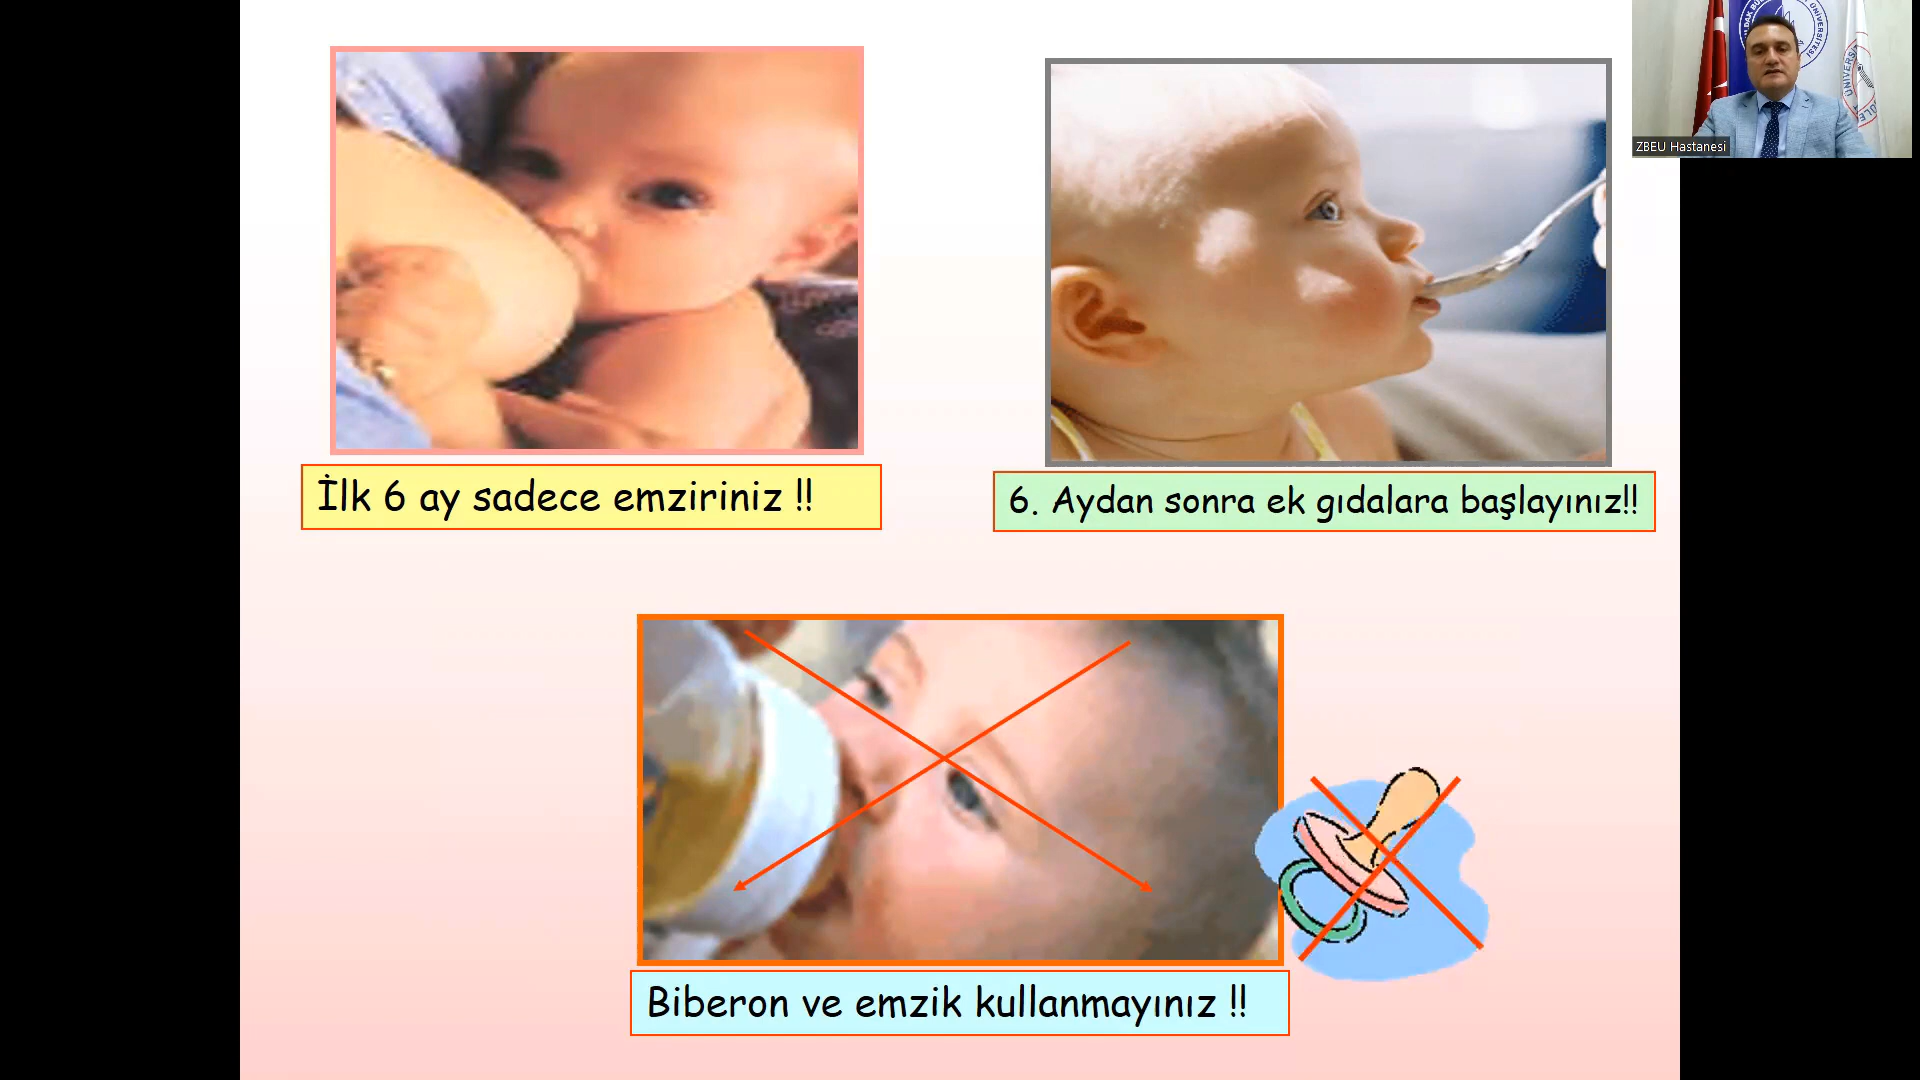 İlk 6 ay sadece emziriniz !!
6. Aydan sonra ek gıdalara başlayınız!!
Biberon ve emzik kullanmayınız !!
ZBEU Hastanesi